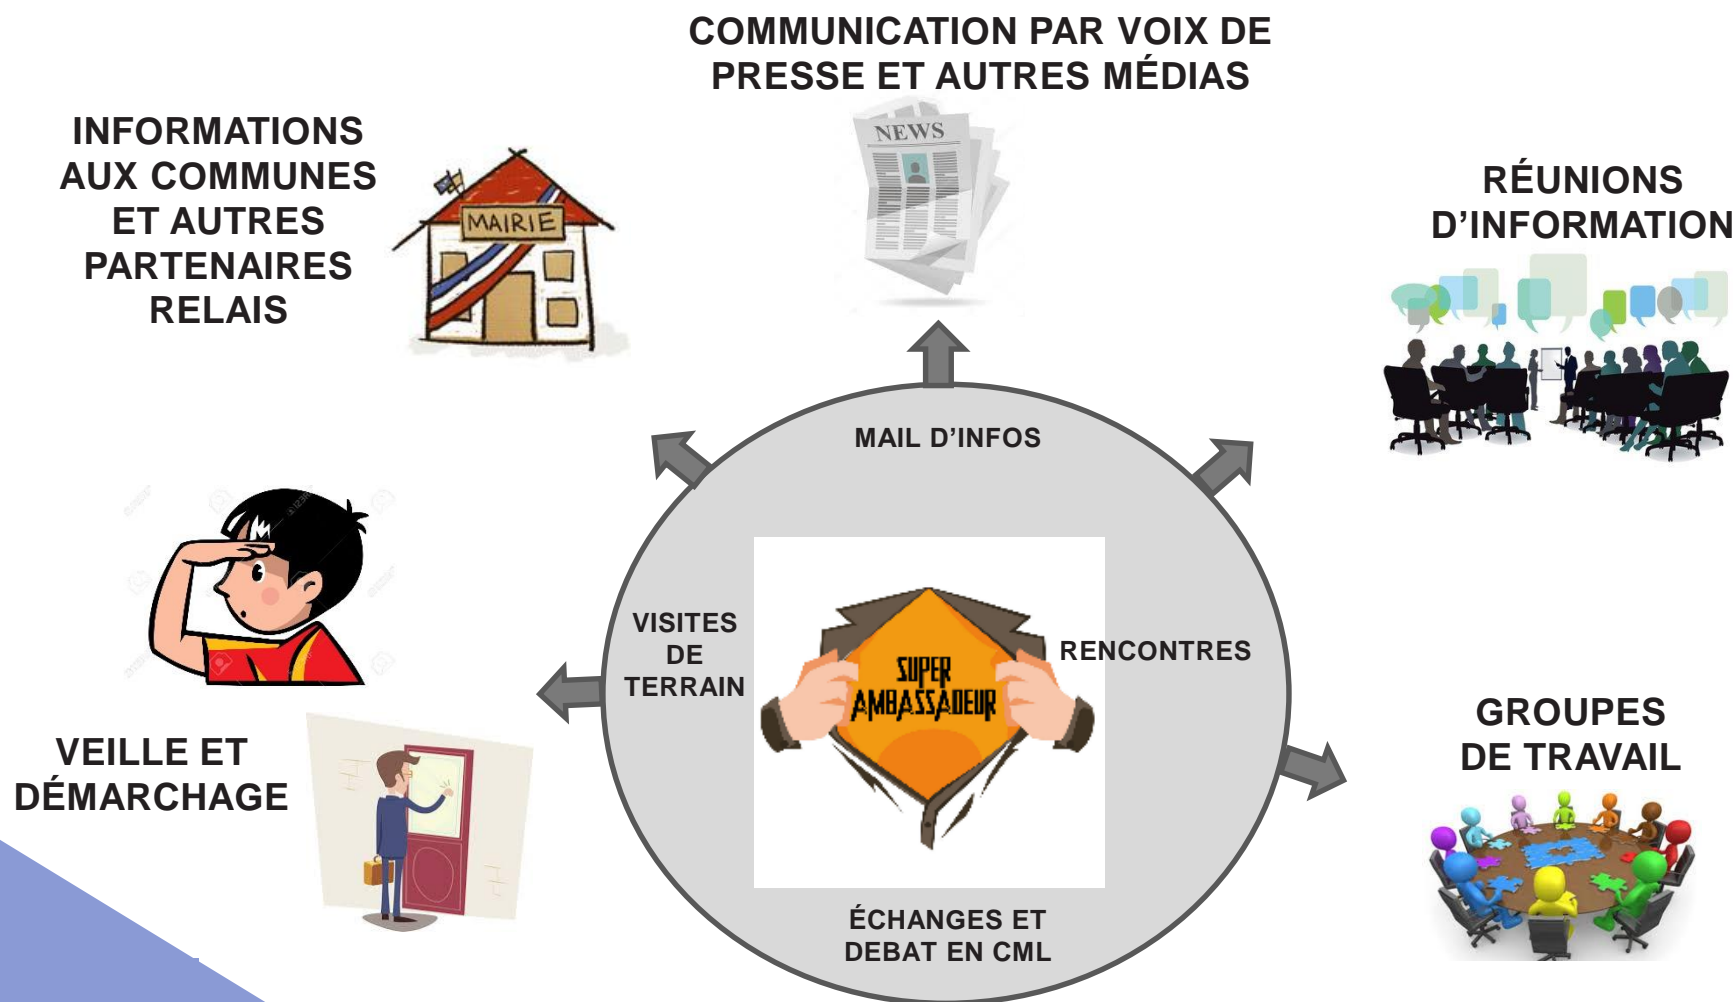 COMMUNICATION PAR VOIX DE
PRESSE ET AUTRES MÉDIAS
INFORMATIONS
AUX COMMUNES
ET AUTRES
PARTENAIRES
RELAIS
MAIRIE
NEWS
RÉUNIONS
D’INFORMATION
MAIL D’INFOS
VISITES
DE
TERRAIN
SUPER
AMBASSADEUR
RENCONTRES
VEILLE ET
DÉMARCHAGE
GROUPES
DE TRAVAIL
ÉCHANGES ET
DEBAT EN CML